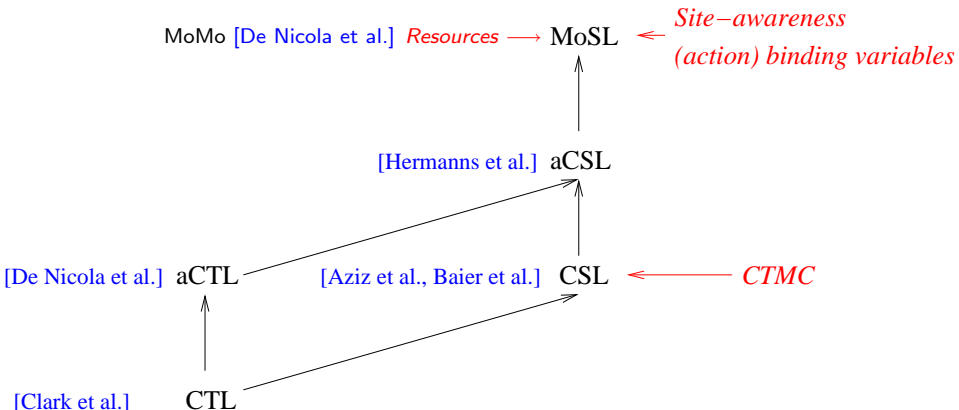 Site–awareness
MoMo [De Nicola et al.] Resources MoSL
(action) binding variables
[Hermanns et al.] aCSL
[De Nicola et al.] aCTL [Aziz et al., Baier et al.] CSL CTMC
[Clark et al.] CTL